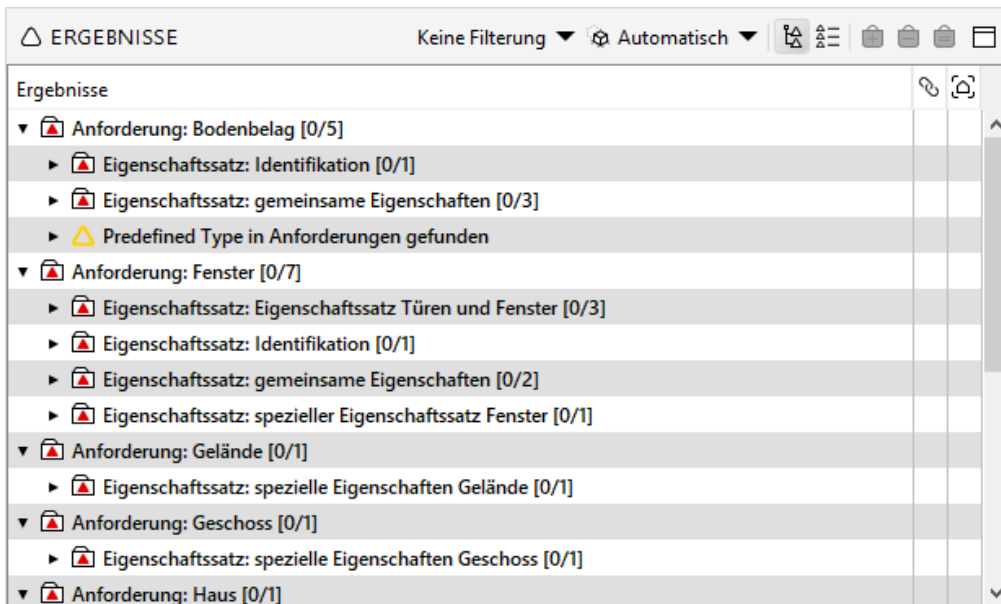 ERGEBNISSE Keine Filterung Automatisch
Ergebnisse
Anforderung: Bodenbelag [0/5]
Eigenschaftssatz: Identifikation [0/1]
Eigenschaftssatz: gemeinsame Eigenschaften [0/3]
Predefined Type in Anforderungen gefunden
Anforderung: Fenster [0/7]
Eigenschaftssatz: Eigenschaftssatz Türen und Fenster [0/3]
Eigenschaftssatz: Identifikation [0/1]
Eigenschaftssatz: gemeinsame Eigenschaften [0/2]
Eigenschaftssatz: spezieller Eigenschaftssatz Fenster [0/1]
Anforderung: Gelände [0/1]
Eigenschaftssatz: spezielle Eigenschaften Gelände [0/1]
Anforderung: Geschoss [0/1]
Eigenschaftssatz: spezielle Eigenschaften Geschoss [0/1]
Anforderung: Haus [0/1]